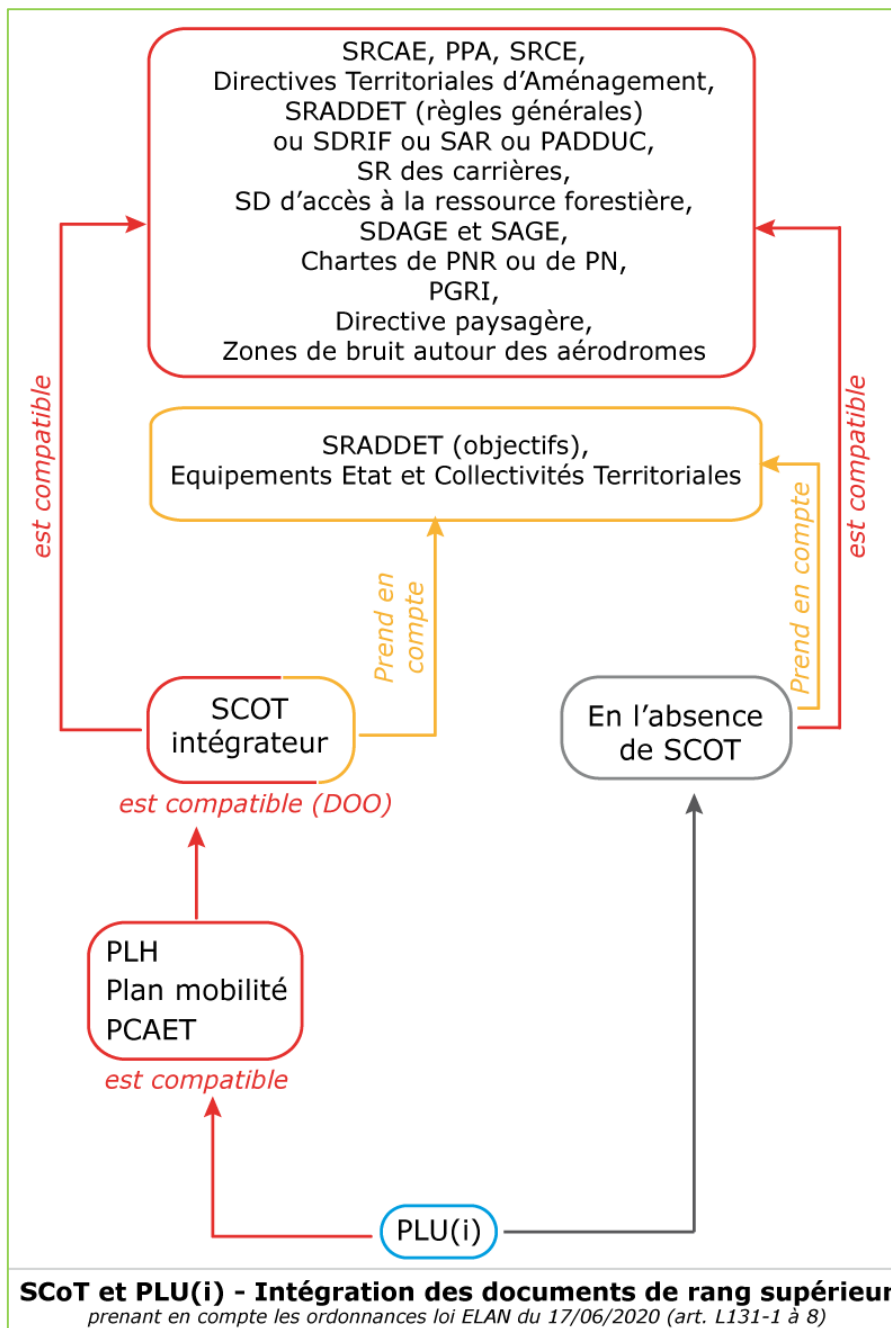 SRCAE, PPA, SRCE,
Directives Territoriales d’Aménagement,
SRADDET (règles générales)
ou SDRIF ou SAR ou PADDUC,
SR des carrières,
SD d’accès à la ressource forestière,
SDAGE et SAGE,
Chartes de PNR ou de PN,
PGRI,
Directive paysagère,
Zones de bruit autour des aérodromes
est compatible
est compatible
SRADDET (objectifs),
Equipements Etat et Collectivités Territoriales
Prend en
compte
Prend en compte
SCOT
intégrateur
En l’absence
de SCOT
est compatible (DOO)
PLH
Plan mobilité
PCAET
est compatible
PLU(i)
SCoT et PLU(i) - Intégration des documents de rang supérieur
prenant en compte les ordonnances loi ELAN du 17/06/2020 (art. L131-1 à 8)